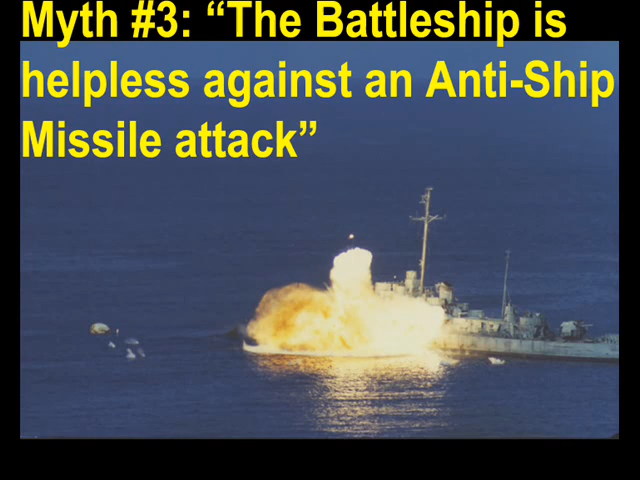 Myth #3: “The Battleship is
helpless against an Anti-Ship
Missile attack”